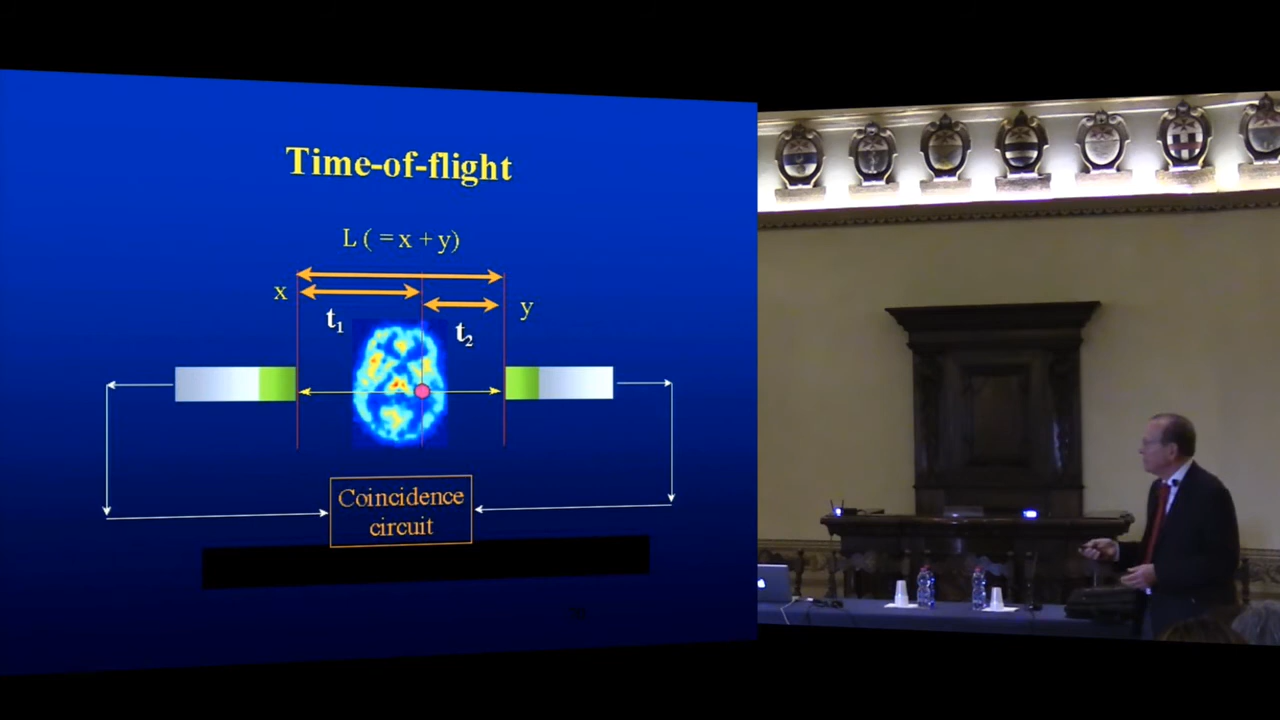 Time-of-flight
L ( = x + y)
x
y
t₁
t₂
Coincidence
circuit